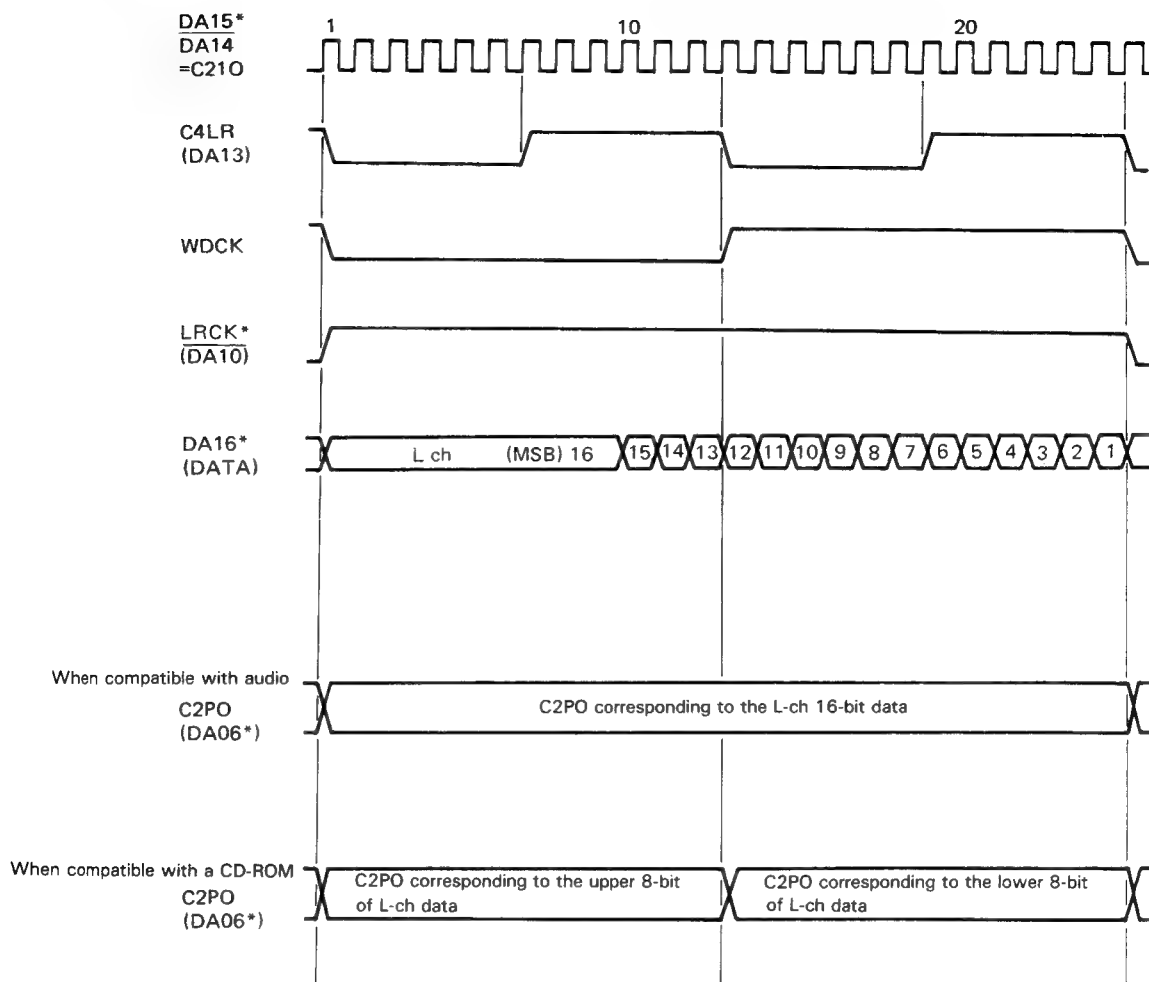 DA15*
DA14
=C210
1 10 20
C4LR
(DA13)
WDCK
LRCK*
(DA10)
DA16*
(DATA)
L ch (MSB) 16 15 14 13 12 11 10 9 8 7 6 5 4 3 2 1
When compatible with audio
C2PO
(DA06*)
C2PO corresponding to the L-ch 16-bit data
When compatible with a CD-ROM
C2PO
(DA06*)
C2PO corresponding to the upper 8-bit
of L-ch data
C2PO corresponding to the lower 8-bit
of L-ch data